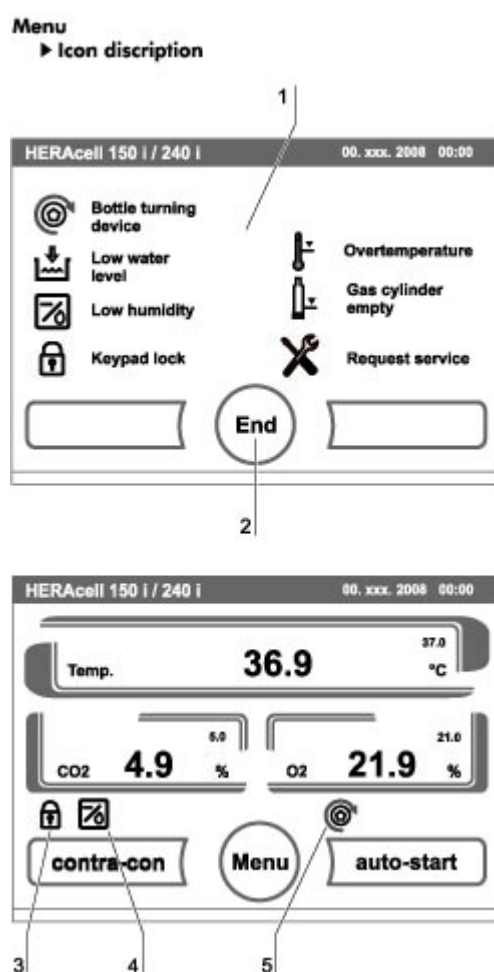 Menu
▶ Icon discription
1
HERAcell 150 i / 240 i 00. xxx. 2008 00:00
Bottle turning
device
Low water
level
Low humidity
Keypad lock
Overtemperature
Gas cylinder
empty
Request service
End
2
HERAcell 150 i / 240 i 00. xxx. 2008 00:00
37.0
Temp. 36.9 °C
5.0
CO2 4.9 %
21.0
O2 21.9 %
contra-con Menu auto-start
3 4 5